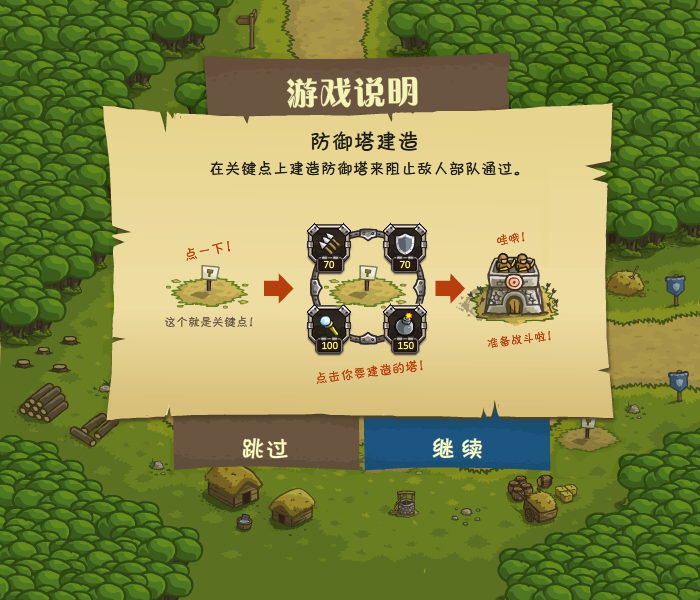 游戏说明
防御塔建造
在关键点上建造防御塔来阻止敌人部队通过。
点一下!
哇哦!
70
70
?
?
这个就是关键点!
100
150
准备战斗啦!
点击你要建造的塔!
跳过
继续